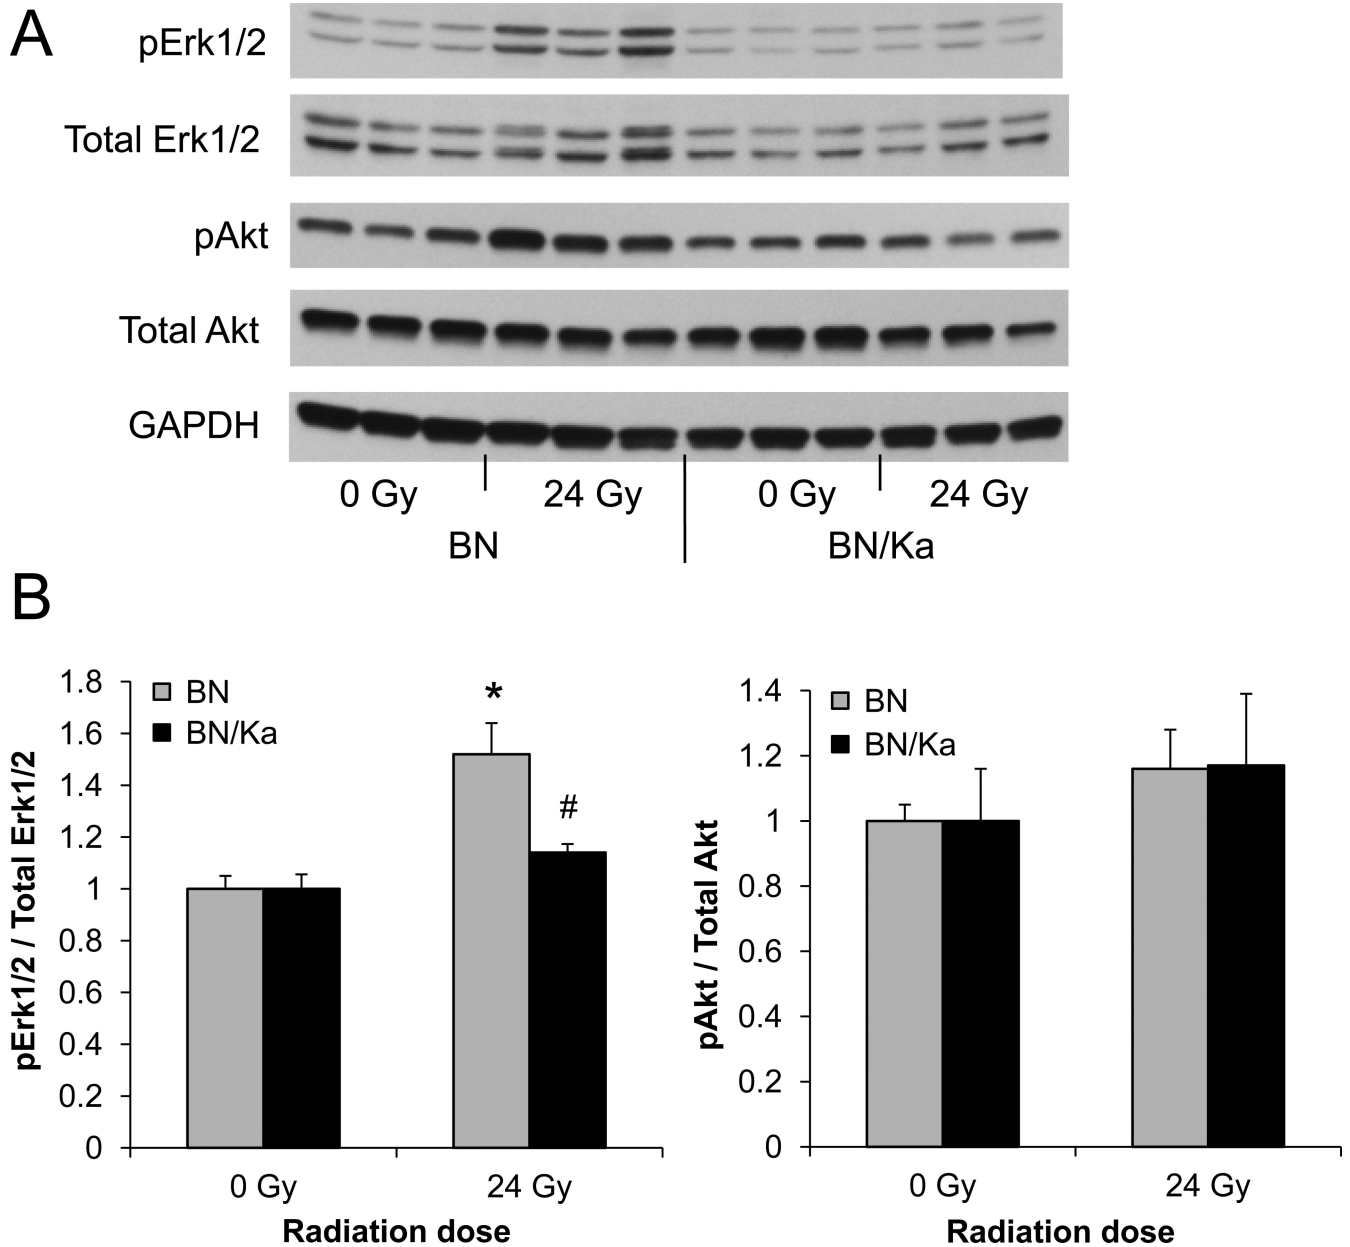 A
pErk1/2
Total Erk1/2
pAkt
Total Akt
GAPDH
0 Gy 24 Gy 0 Gy 24 Gy
BN BN/Ka
B
pErk1/2 / Total Erk1/2
1.8
1.6
1.4
1.2
1
0.8
0.6
0.4
0.2
0
BN
BN/Ka
*
#
0 Gy 24 Gy
Radiation dose
pAkt / Total Akt
1.4
1.2
1
0.8
0.6
0.4
0.2
0
BN
BN/Ka
0 Gy 24 Gy
Radiation dose